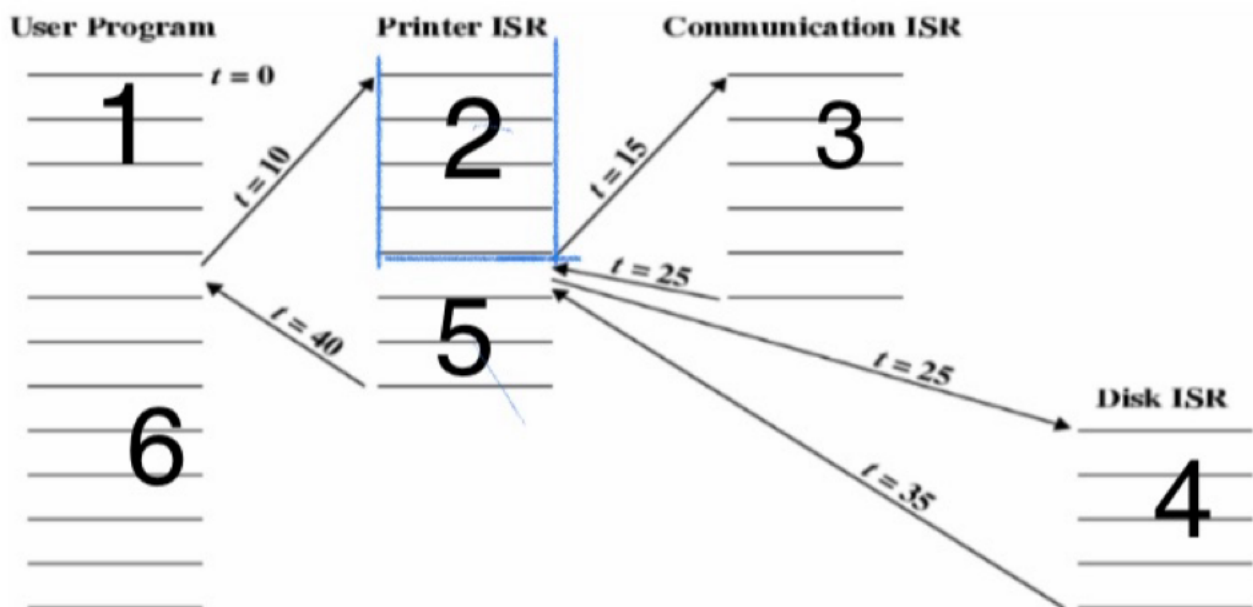 User Program Printer ISR Communication ISR
t = 0
1 2 3
t = 10 t = 15
t = 25
t = 40 5 t = 25
Disk ISR
6 t = 35 4